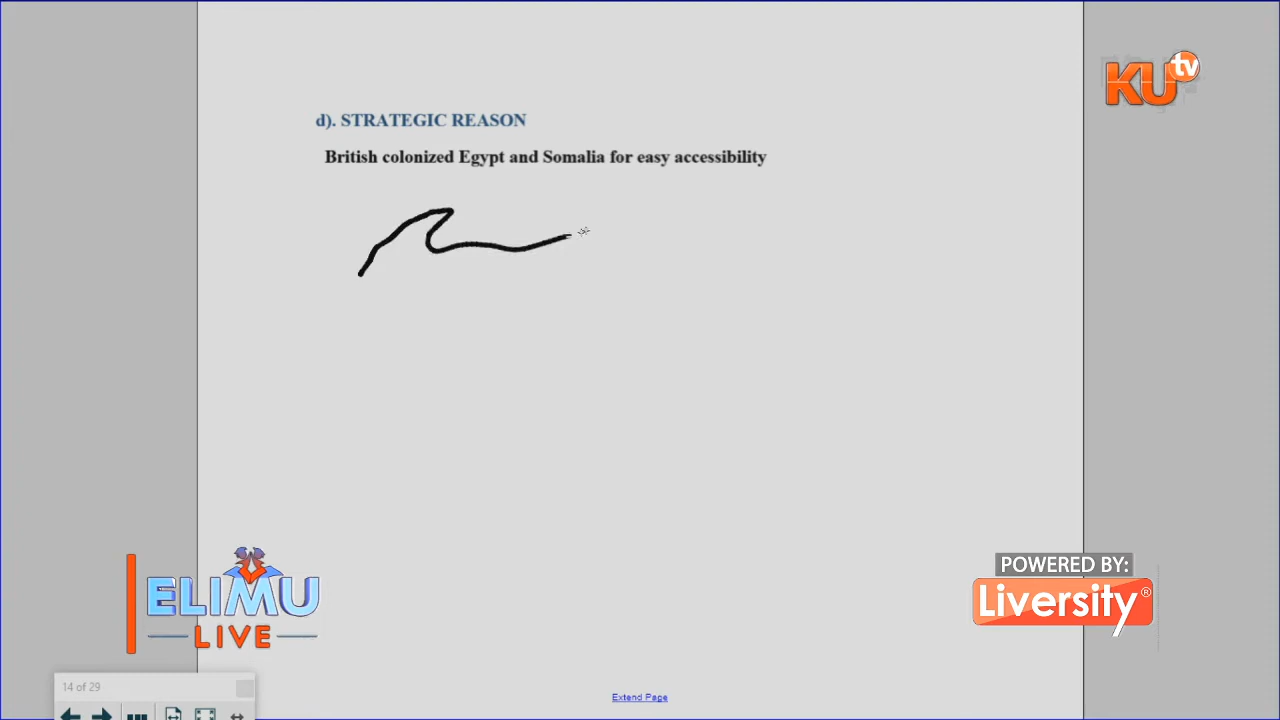 KU tv
d). STRATEGIC REASON
British colonized Egypt and Somalia for easy accessibility
ELIMU
LIVE
POWERED BY:
Liversity®
14 of 29
Extend Page